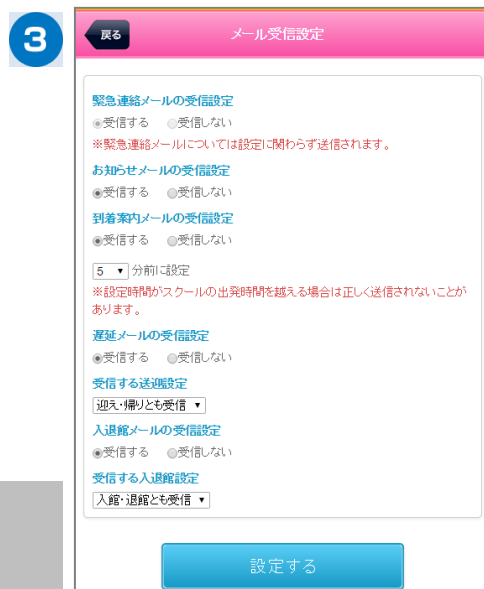 3
戻る
メール受信設定
緊急連絡メールの受信設定
受信する 受信しない
※緊急連絡メールについては設定に関わらず送信されます。
お知らせメールの受信設定
受信する 受信しない
到着案内メールの受信設定
受信する 受信しない
5 分前に設定
※設定時間がスクールの出発時間を越える場合は正しく送信されないことが
あります。
遅延メールの受信設定
受信する 受信しない
受信する送迎設定
迎え・帰りとも受信
入退館メールの受信設定
受信する 受信しない
受信する入退館設定
入館・退館とも受信
設定する